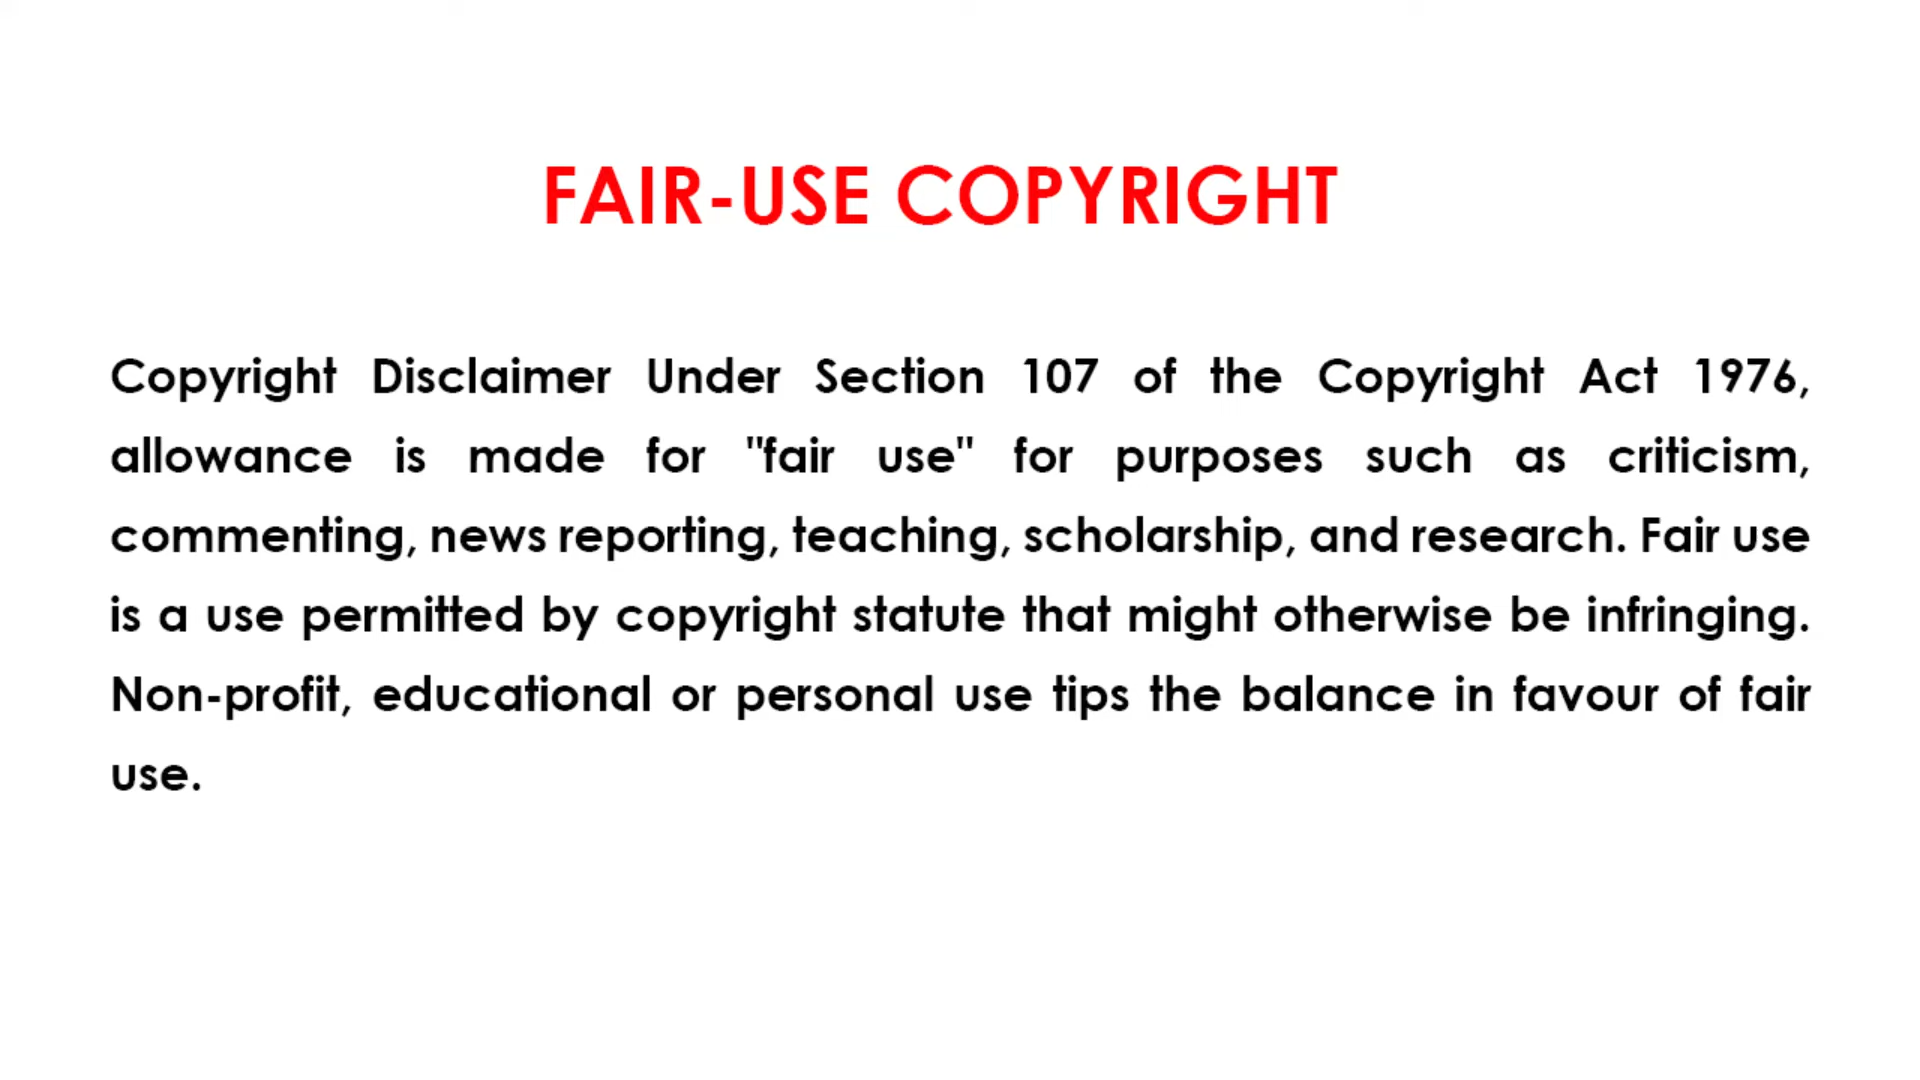 FAIR-USE COPYRIGHT
Copyright Disclaimer Under Section 107 of the Copyright Act 1976,
allowance is made for "fair use" for purposes such as criticism,
commenting, news reporting, teaching, scholarship, and research. Fair use
is a use permitted by copyright statute that might otherwise be infringing.
Non-profit, educational or personal use tips the balance in favour of fair
use.